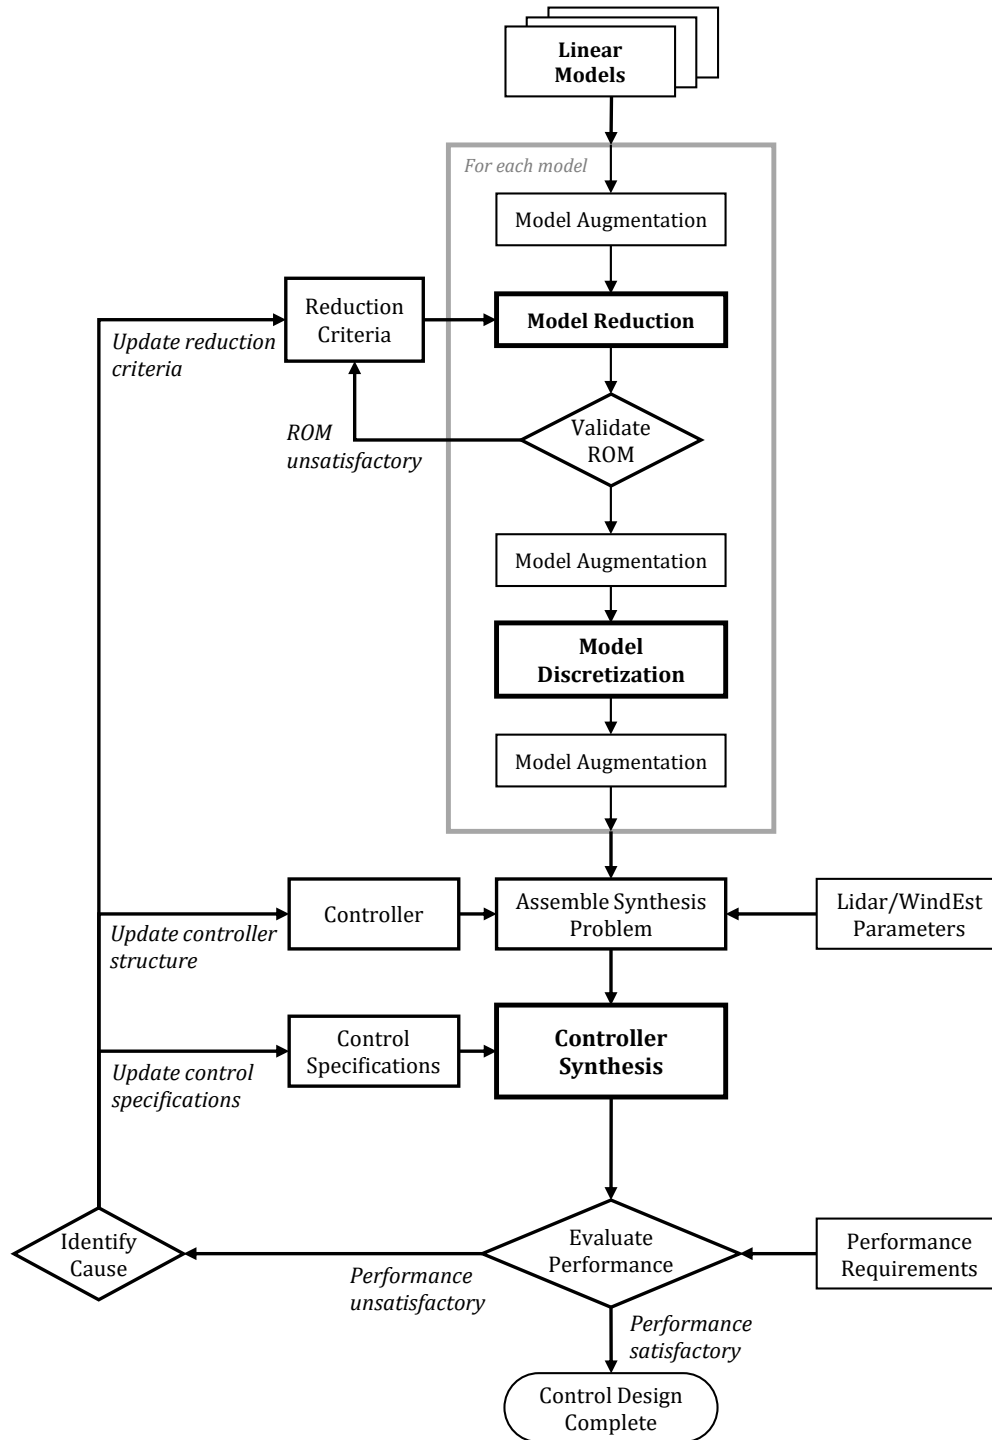 Linear
Models
For each model
Model Augmentation
Reduction
Criteria
Model Reduction
Update reduction
criteria
ROM
unsatisfactory
Validate
ROM
Model Augmentation
Model
Discretization
Model Augmentation
Controller
Assemble Synthesis
Problem
Lidar/WindEst
Parameters
Update controller
structure
Control
Specifications
Controller
Synthesis
Update control
specifications
Identify
Cause
Evaluate
Performance
Performance
Requirements
Performance
unsatisfactory
Performance
satisfactory
Control Design
Complete